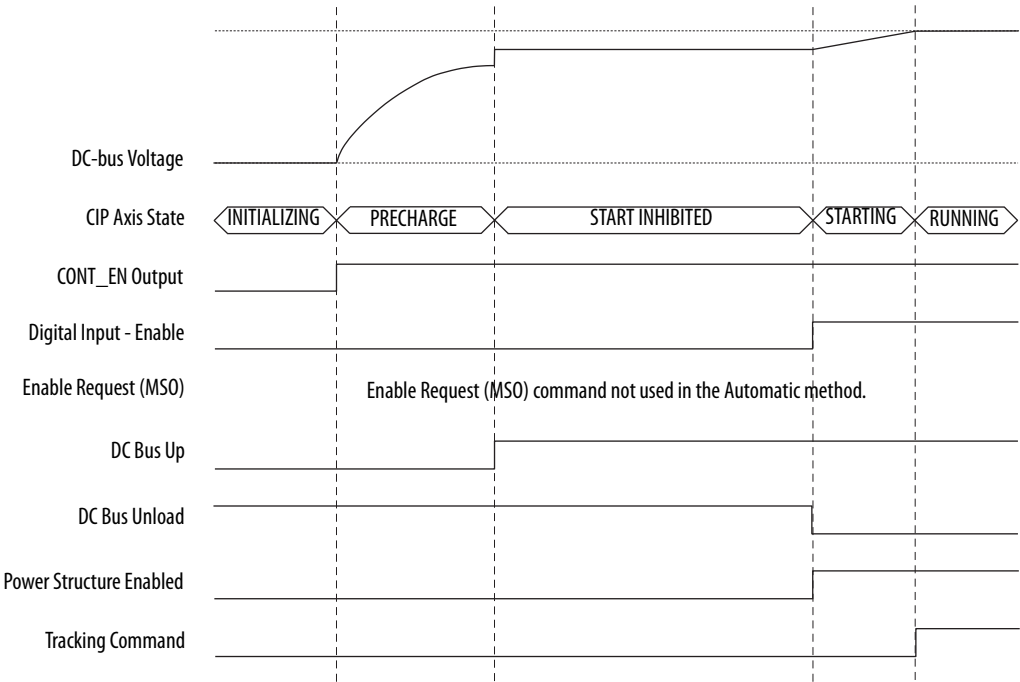 DC-bus Voltage
CIP Axis State
INITIALIZING
PRECHARGE
START INHIBITED
STARTING
RUNNING
CONT_EN Output
Digital Input - Enable
Enable Request (MSO)
Enable Request (MSO) command not used in the Automatic method.
DC Bus Up
DC Bus Unload
Power Structure Enabled
Tracking Command